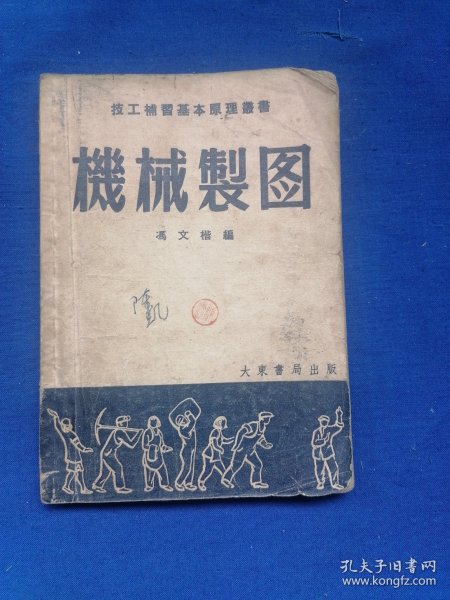 技工補習基本原理叢書
機械製図
馮文楷編
大東書局出版
孔夫子旧书网
www.kongfz.com